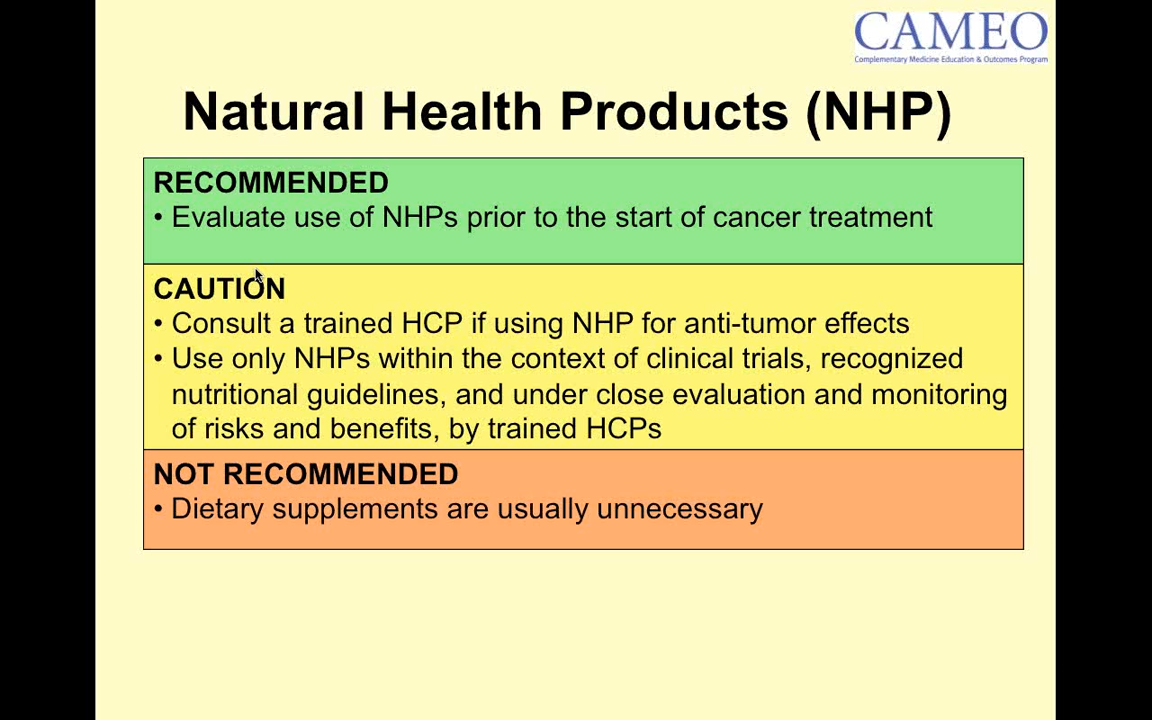 CAMEO
Complementary Medicine Education & Outcomes Program
Natural Health Products (NHP)
RECOMMENDED
• Evaluate use of NHPs prior to the start of cancer treatment
CAUTION
• Consult a trained HCP if using NHP for anti-tumor effects
• Use only NHPs within the context of clinical trials, recognized
nutritional guidelines, and under close evaluation and monitoring
of risks and benefits, by trained HCPs
NOT RECOMMENDED
• Dietary supplements are usually unnecessary